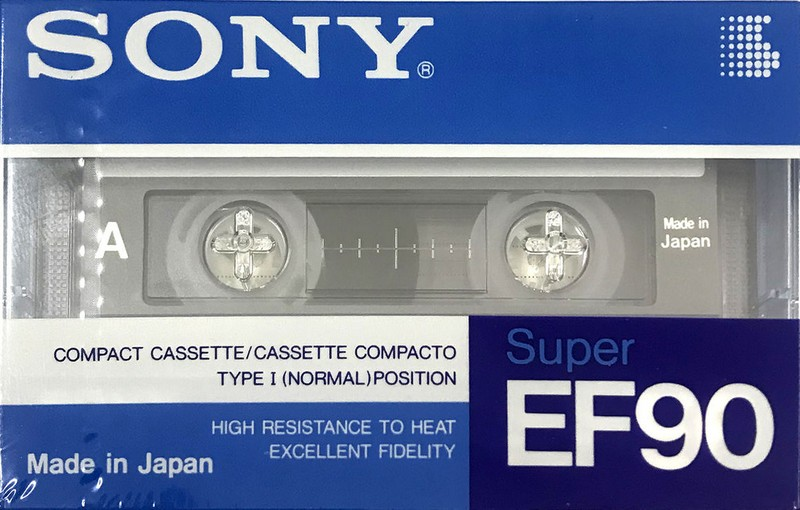 SONY®
A
Made in
Japan
COMPACT CASSETTE/CASSETTE COMPACTO
TYPE I (NORMAL) POSITION
HIGH RESISTANCE TO HEAT
EXCELLENT FIDELITY
Made in Japan
Super
EF90